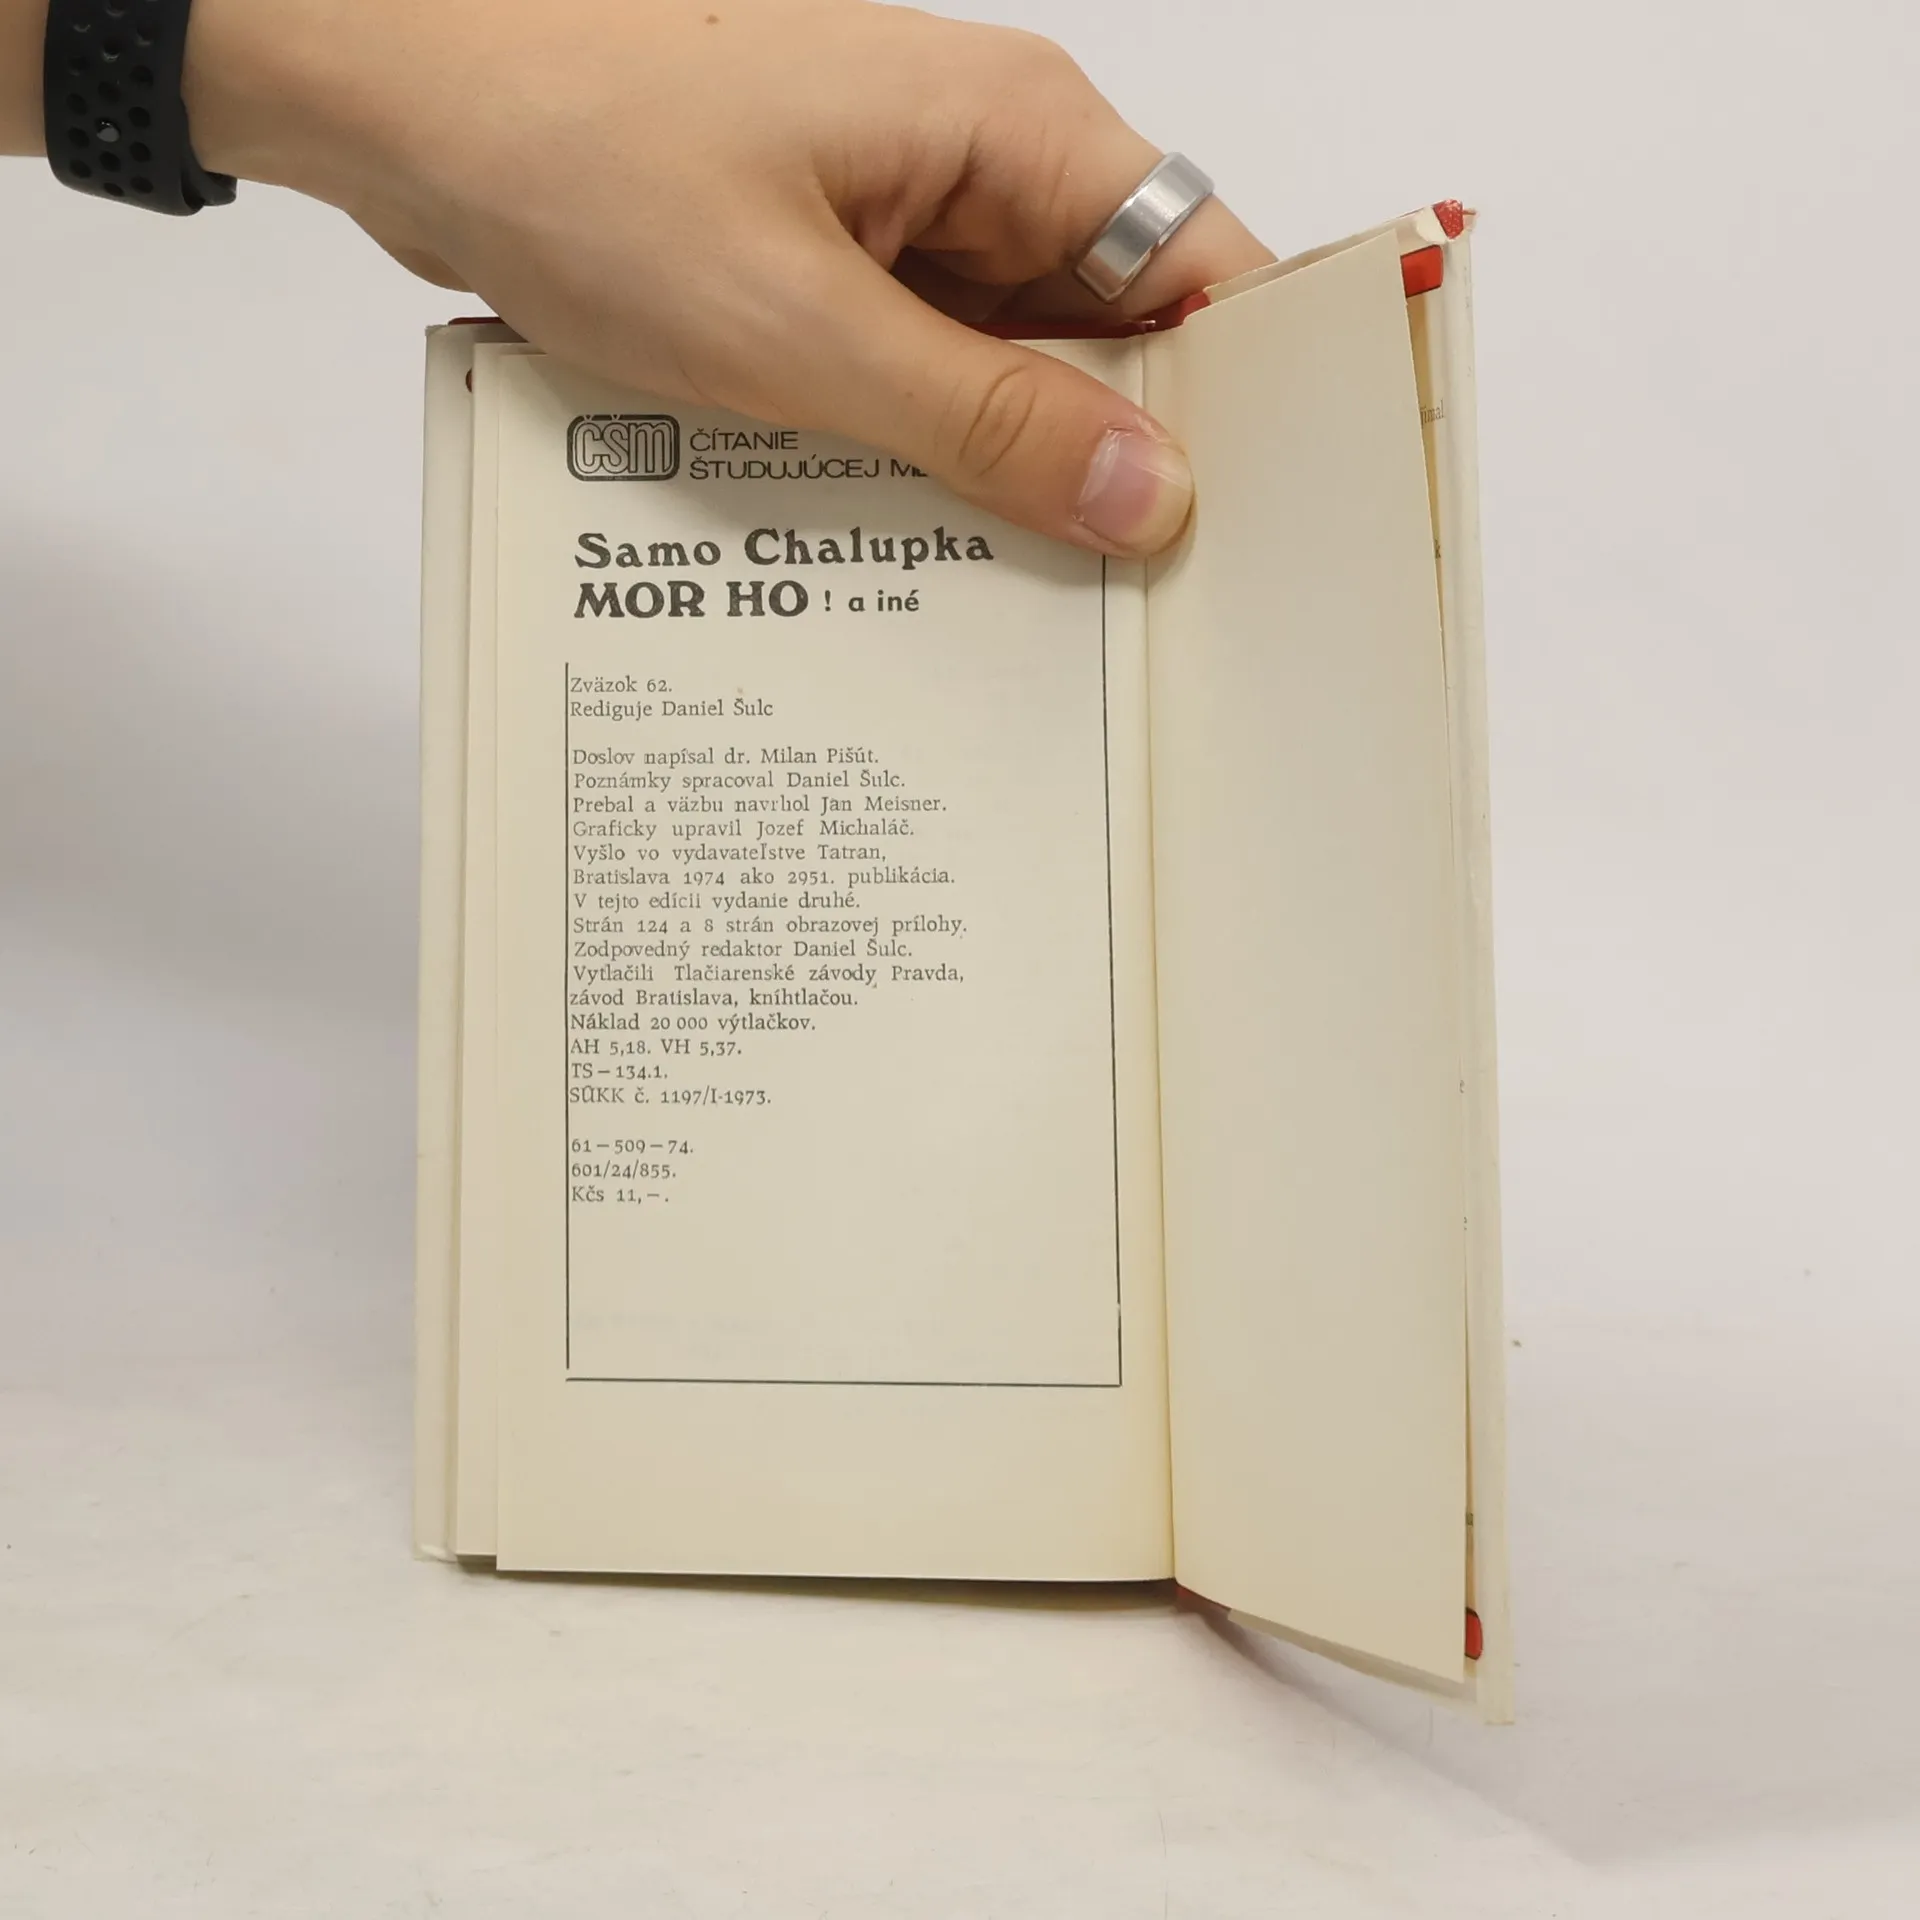 čšm ČÍTANIE
ŠTUDUJÚCEJ
Samo Chalupka
MOR HO ! a iné
Zväzok 62.
Rediguje Daniel Šulc
Doslov napísal dr. Milan Pišút.
Poznámky spracoval Daniel Šulc.
Prebal a väzbu navrhol Jan Meisner.
Graficky upravil Jozef Michaláč.
Vyšlo vo vydavateľstve Tatran,
Bratislava 1974 ako 2951. publikácia.
V tejto edícii vydanie druhé.
Strán 124 a 8 strán obrazovej prílohy.
Zodpovedný redaktor Daniel Šulc.
Vytlačili Tlačiarenské závody Pravda,
závod Bratislava, kníhtlačou.
Náklad 20 000 výtlačkov.
AH 5,18. VH 5,37.
TS – 134.1.
SÚKK č. 1197/I-1973.
61 – 509 – 74.
601/24/855.
Kčs 11,– .